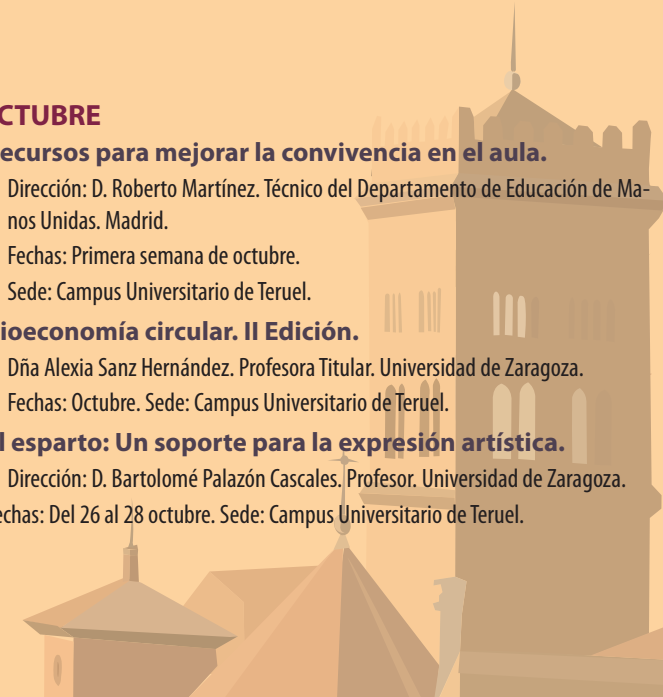 CTUBRE
ecursos para mejorar la convivencia en el aula.
Dirección: D. Roberto Martínez. Técnico del Departamento de Educación de Ma-
nos Unidas. Madrid.
Fechas: Primera semana de octubre.
Sede: Campus Universitario de Teruel.
ioeconomía circular. II Edición.
Dña Alexia Sanz Hernández. Profesora Titular. Universidad de Zaragoza.
Fechas: Octubre. Sede: Campus Universitario de Teruel.
l esparto: Un soporte para la expresión artística.
Dirección: D. Bartolomé Palazón Cascales. Profesor. Universidad de Zaragoza.
echas: Del 26 al 28 octubre. Sede: Campus Universitario de Teruel.